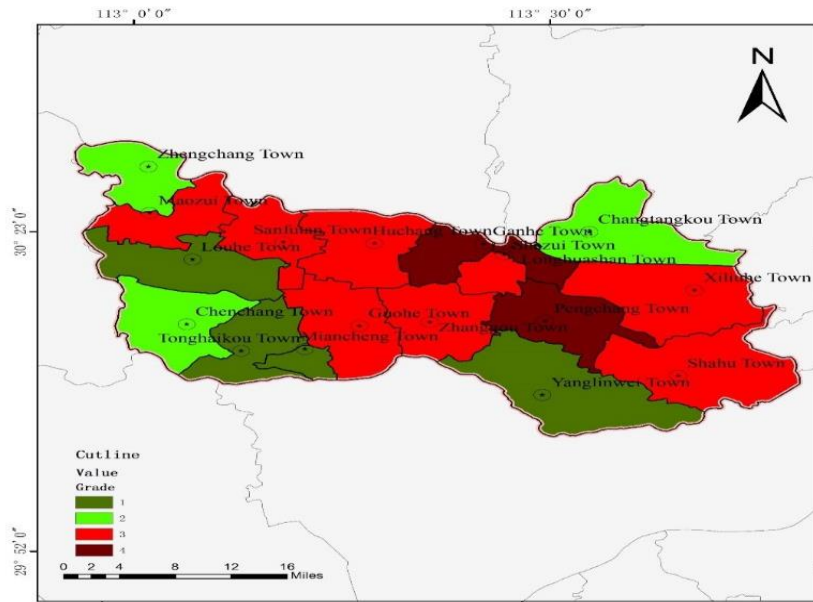 113° 0′0″ 113° 30′0″
N
Zhengchang Town
Maozui Town
Changtangkou Town
30°23′0″
Sanfutan Town Huchang Town Ganhe Town
Louhe Town
Longhuashan Town
Xiliuhe Town
Chenchang Town Guohe Town Pengchang Town
Tonghaikou Town Miancheng Town Zhanggou Town
Shahu Town
Yanglinwei Town
Cutline
Value
Grade
1
2
3
4
29°52′0″
0 2 4 8 12 16
Miles